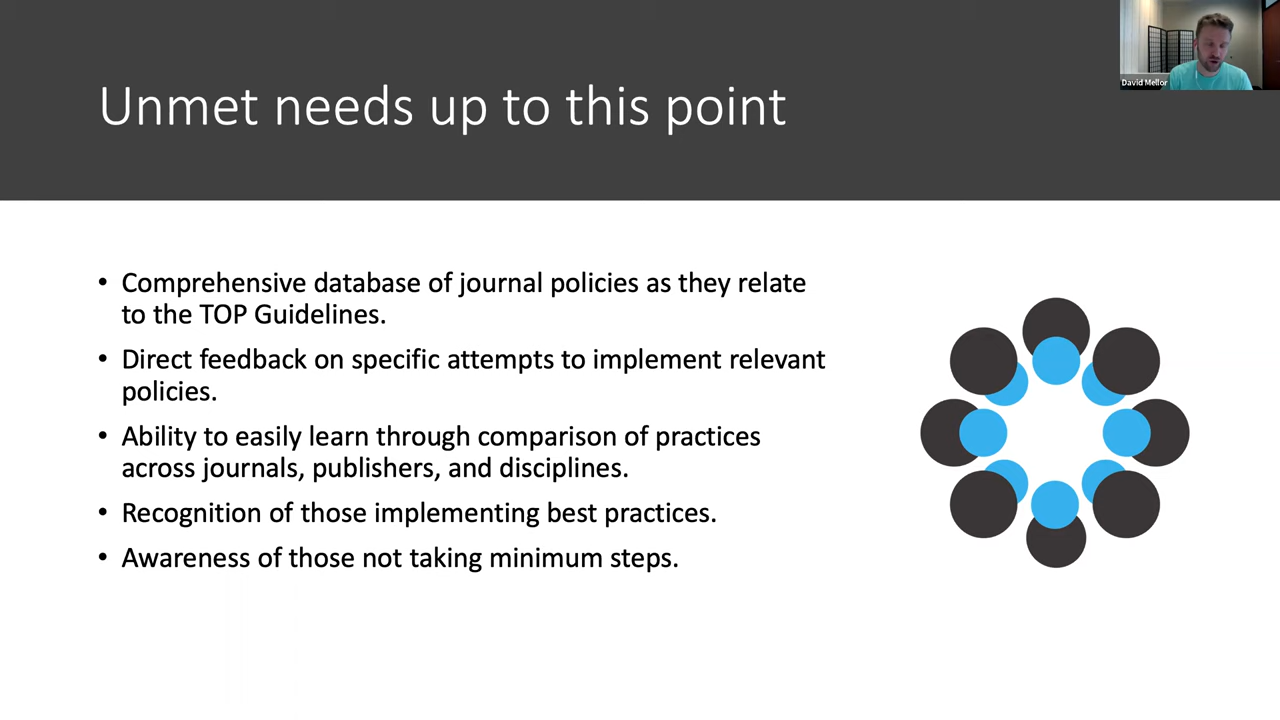 Unmet needs up to this point
David Mellor
• Comprehensive database of journal policies as they relate
to the TOP Guidelines.
• Direct feedback on specific attempts to implement relevant
policies.
• Ability to easily learn through comparison of practices
across journals, publishers, and disciplines.
• Recognition of those implementing best practices.
• Awareness of those not taking minimum steps.